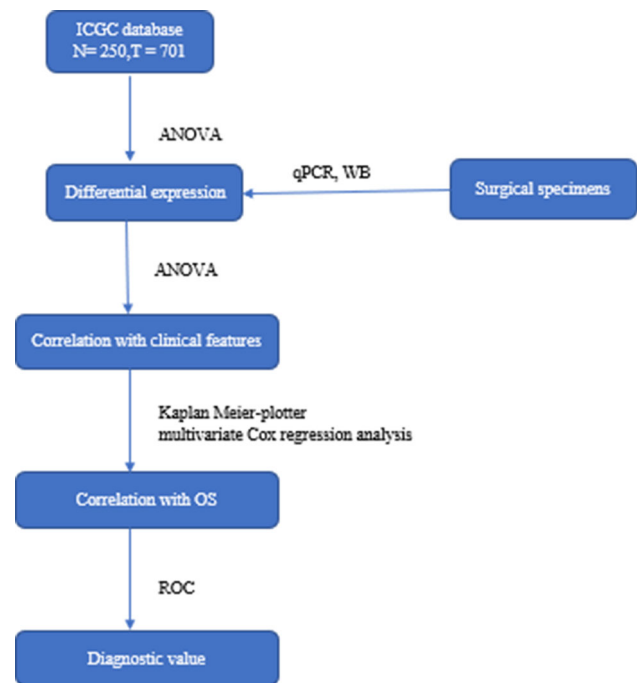 ICGC database
N= 250,T = 701
ANOVA
qPCR, WB
Differential expression
Surgical specimens
ANOVA
Correlation with clinical features
Kaplan Meier-plotter
multivariate Cox regression analysis
Correlation with OS
ROC
Diagnostic value